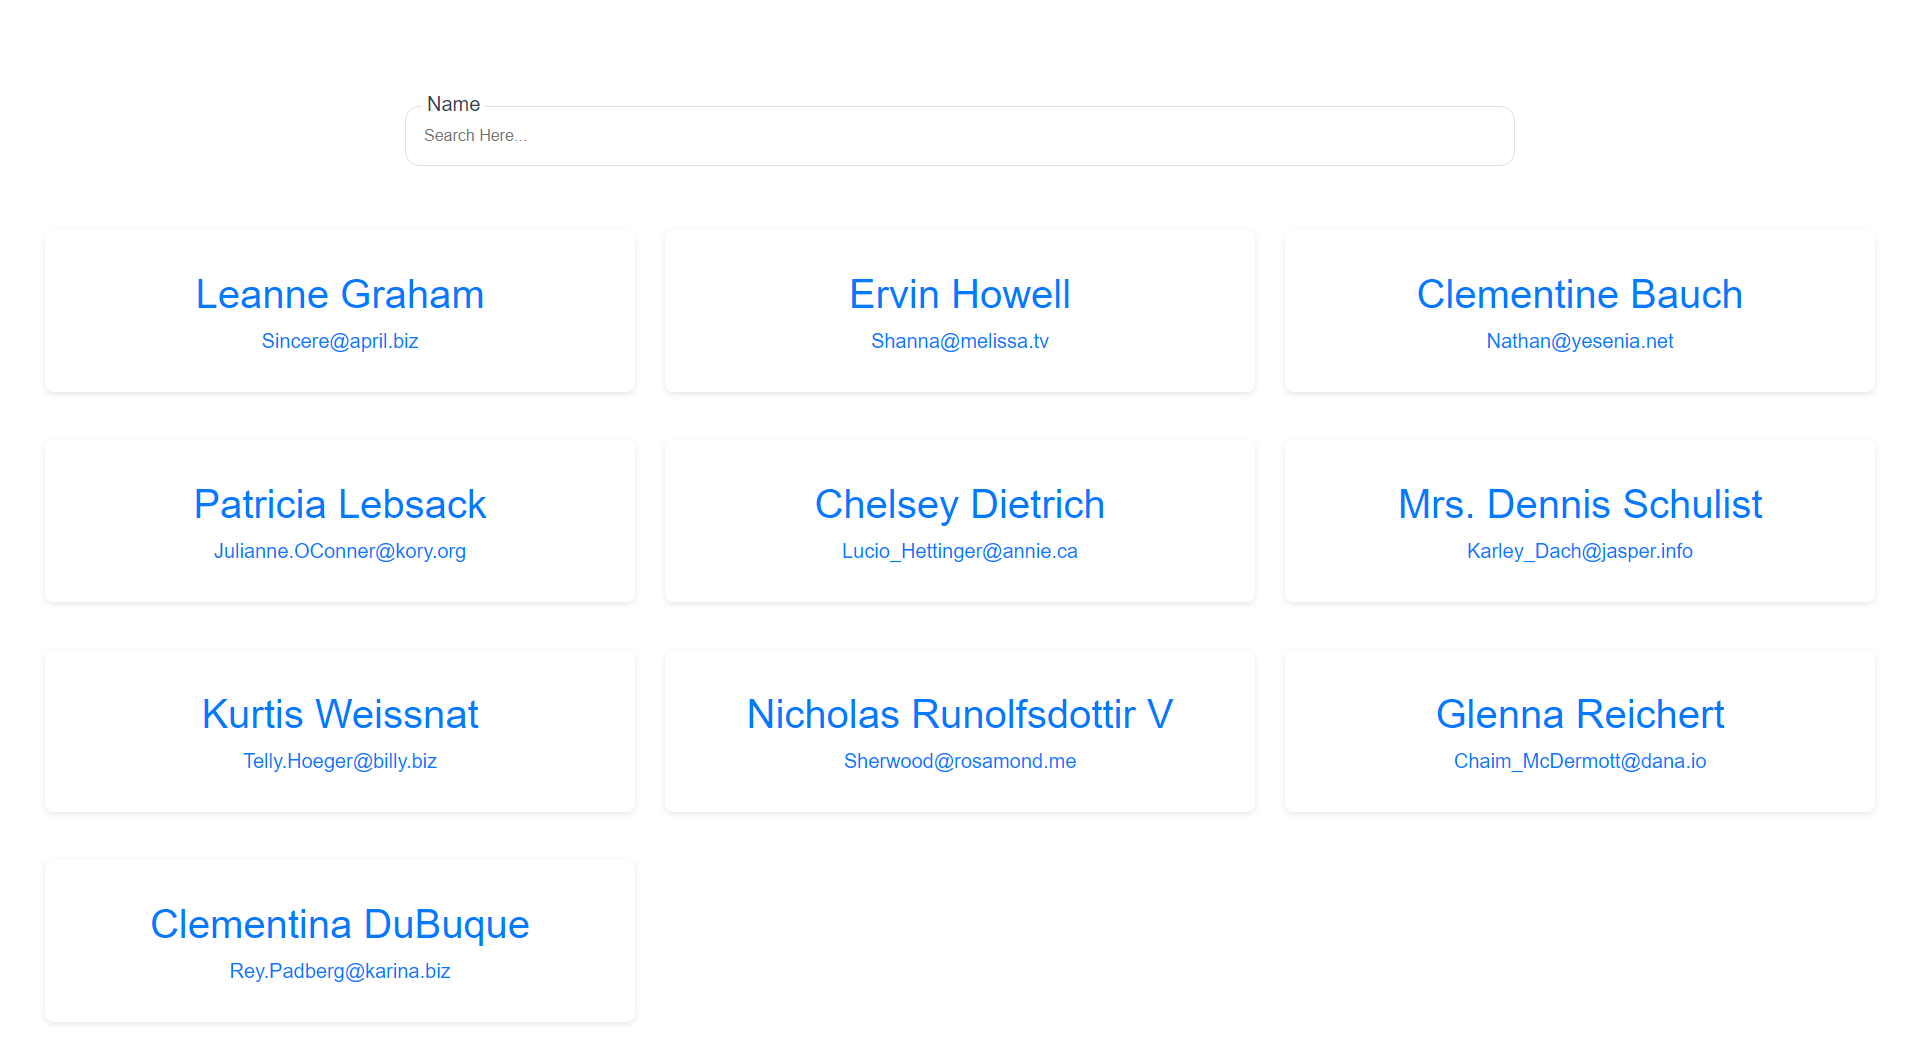 Name
Search Here...
Leanne Graham
Sincere@april.biz
Ervin Howell
Shanna@melissa.tv
Clementine Bauch
Nathan@yesenia.net
Patricia Lebsack
Julianne.OConner@kory.org
Chelsey Dietrich
Lucio_Hettinger@annie.ca
Mrs. Dennis Schulist
Karley_Dach@jasper.info
Kurtis Weissnat
Telly.Hoeger@billy.biz
Nicholas Runolfsdottir V
Sherwood@rosamond.me
Glenna Reichert
Chaim_McDermott@dana.io
Clementina DuBuque
Rey.Padberg@karina.biz